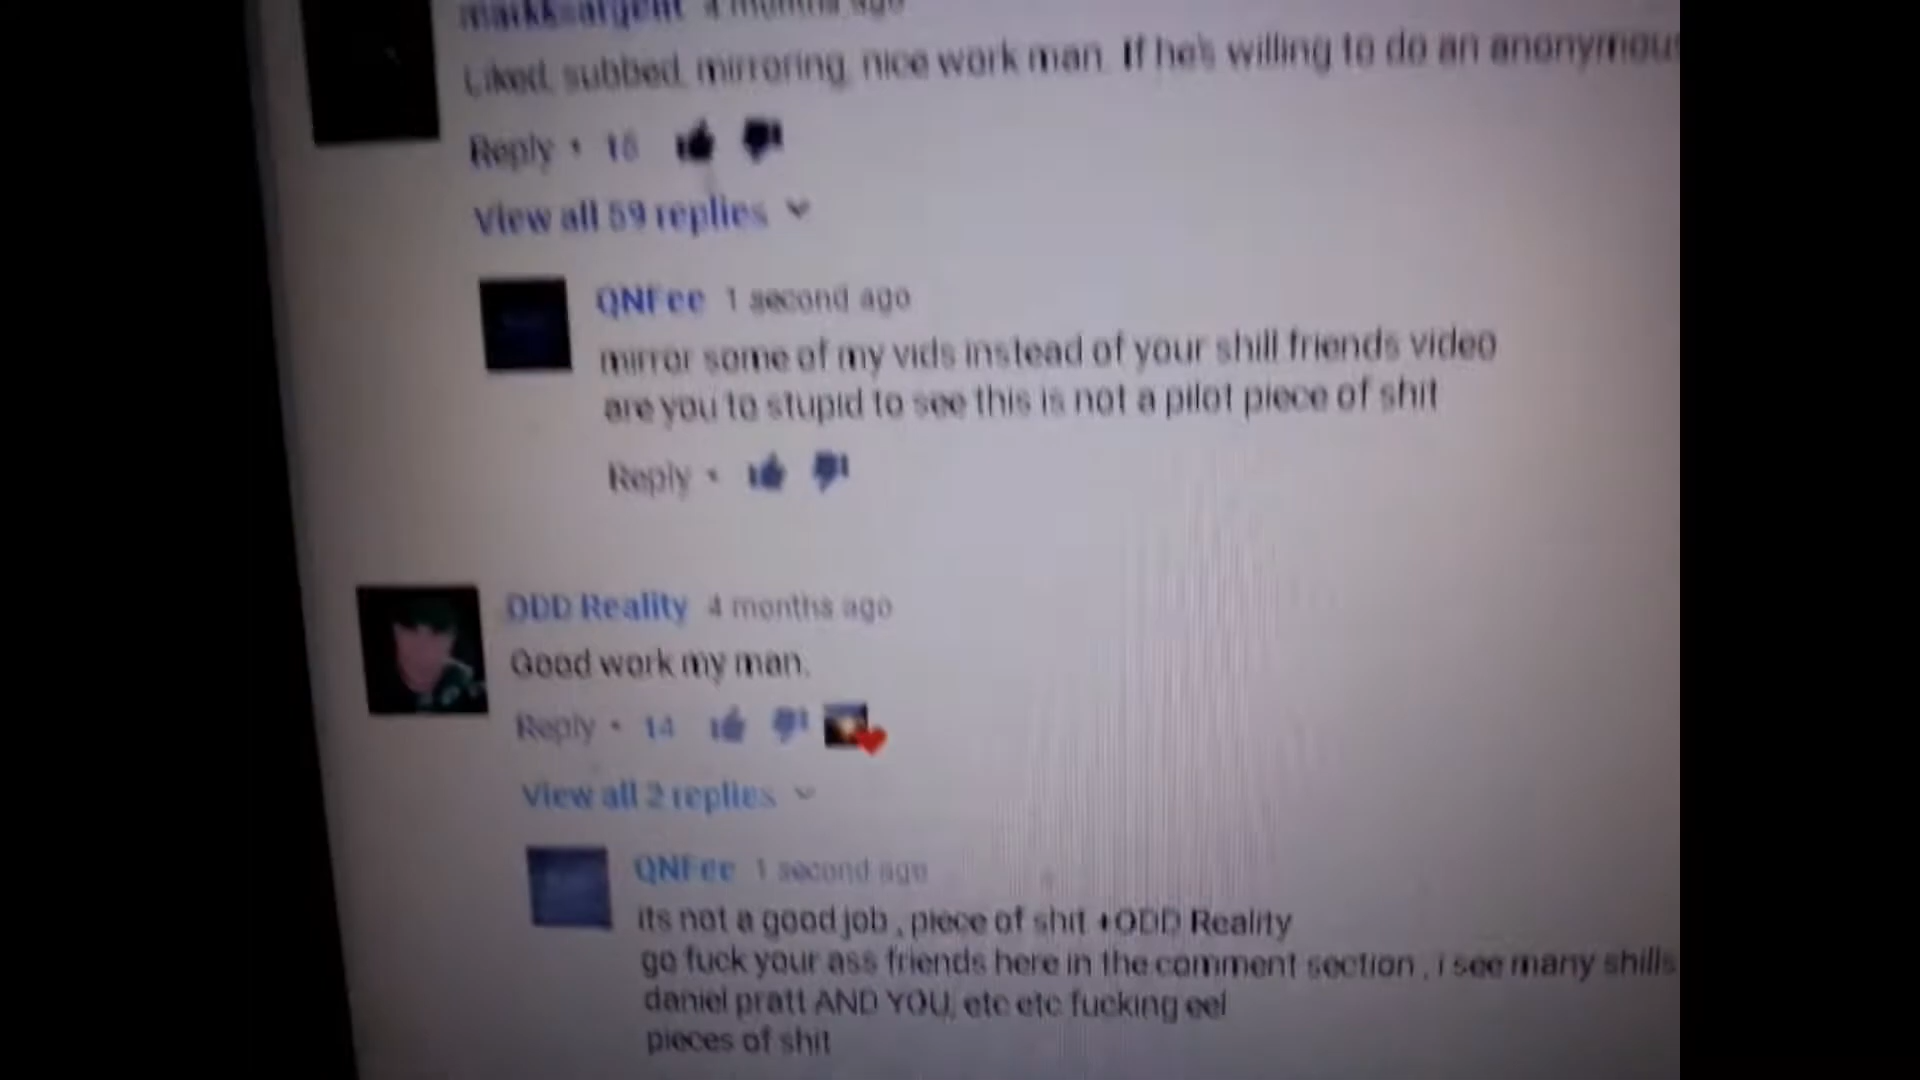 markksargent 4 months ago
Liked, subbed, mirroring, nice work man. If he's willing to do an anonymous
Reply • 16
View all 59 replies
QNFee 1 second ago
mirror some of my vids instead of your shill friends video
are you to stupid to see this is not a pilot piece of shit
Reply •
ODD Reality 4 months ago
Good work my man.
Reply • 14
View all 2 replies
QNFee 1 second ago
its not a good job , piece of shit +ODD Reality
go fuck your ass friends here in the comment section , i see many shills
daniel pratt AND YOU, etc etc fucking eel
pieces of shit